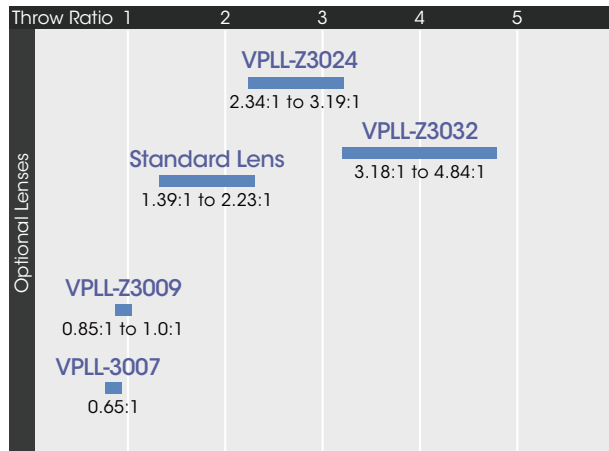 Throw Ratio 1 2 3 4 5
VPLL-Z3024
2.34:1 to 3.19:1
VPLL-Z3032
3.18:1 to 4.84:1
Standard Lens
1.39:1 to 2.23:1
Optional Lenses
VPLL-Z3009
0.85:1 to 1.0:1
VPLL-3007
0.65:1